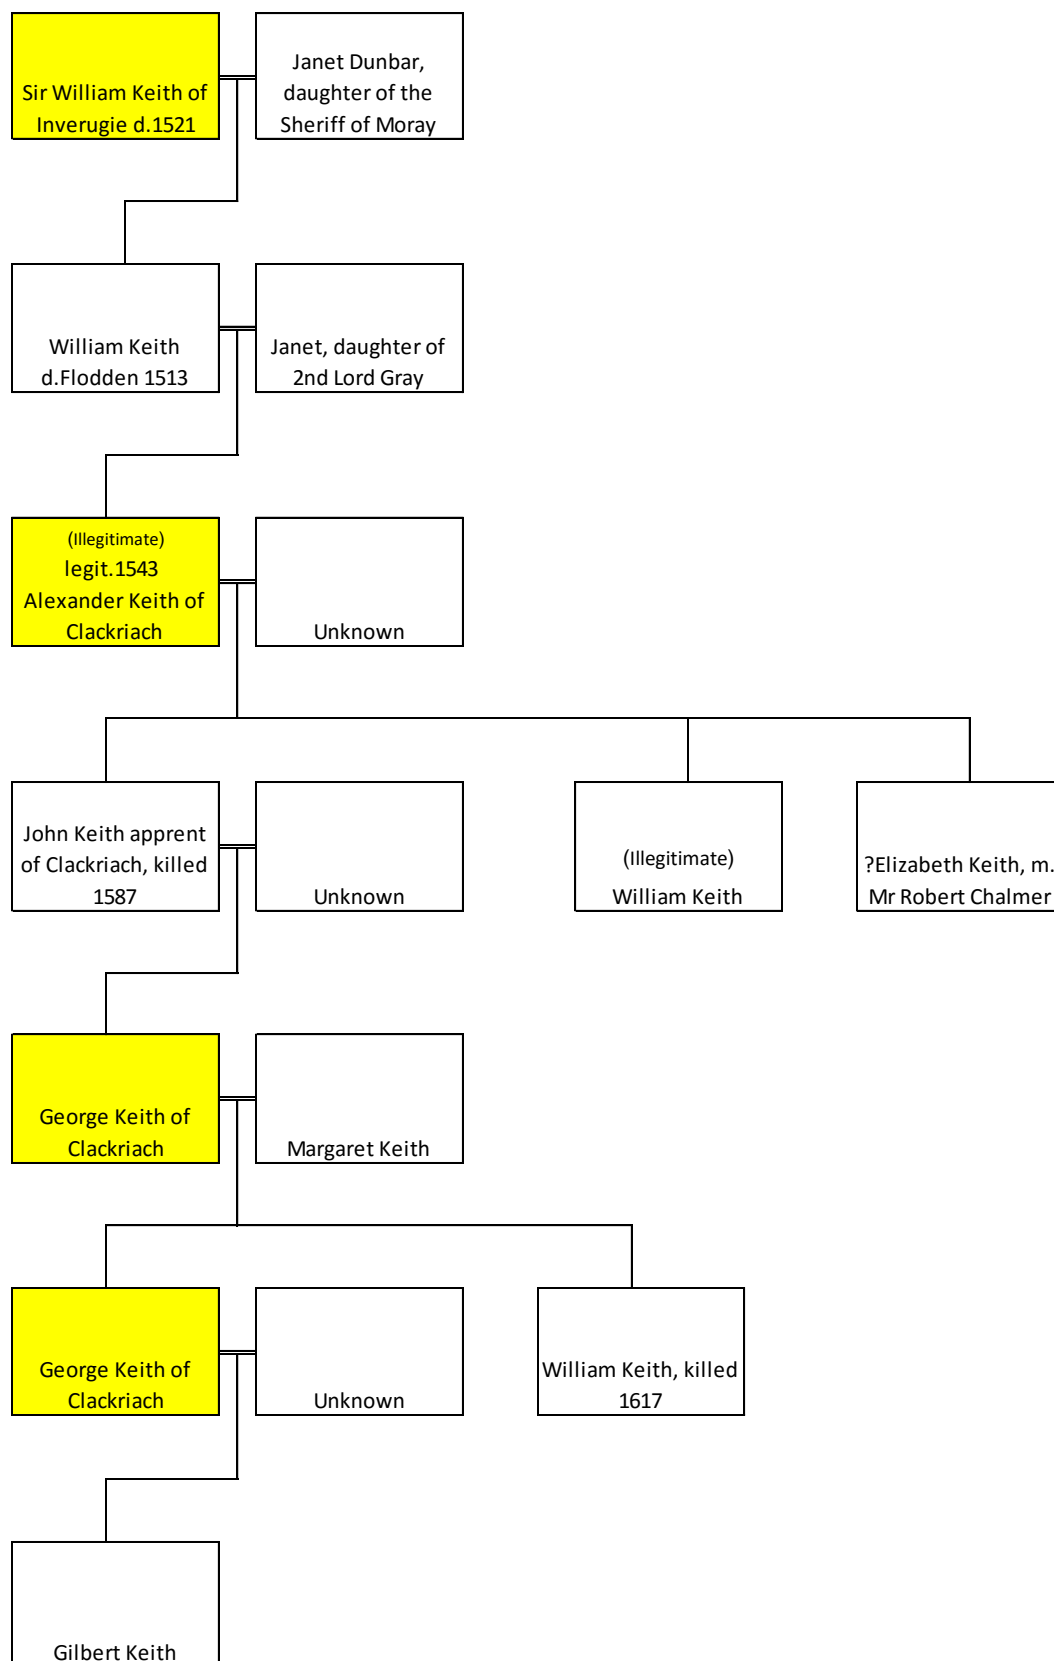 Sir William Keith of
Inverugie d.1521
Janet Dunbar,
daughter of the
Sheriff of Moray
William Keith
d.Flodden 1513
Janet, daughter of
2nd Lord Gray
(Illegitimate)
legit.1543
Alexander Keith of
Clackriach
Unknown
John Keith apprent
of Clackriach, killed
1587
Unknown
(Illegitimate)
William Keith
?Elizabeth Keith, m.
Mr Robert Chalmer
George Keith of
Clackriach
Margaret Keith
George Keith of
Clackriach
Unknown
William Keith, killed
1617
Gilbert Keith